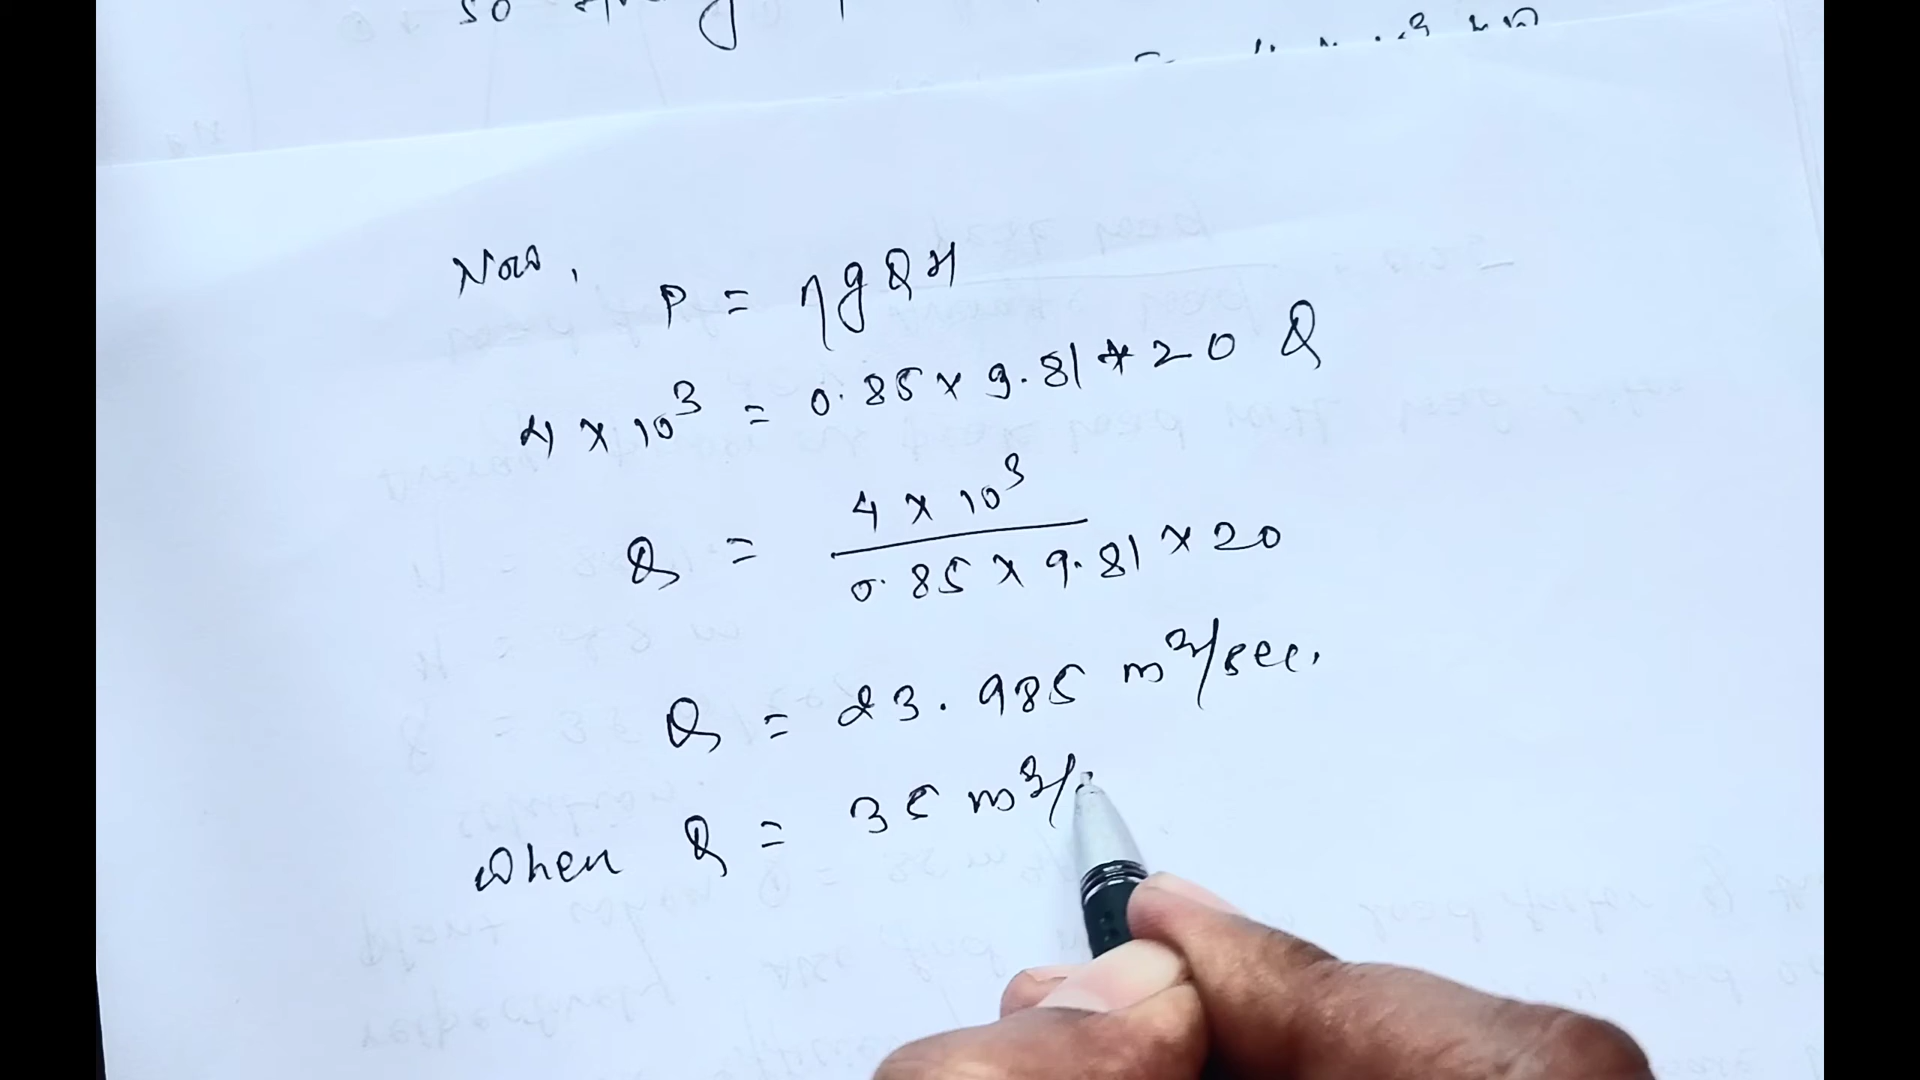 so
Now,
P = ηgQH
4 × 10³ = 0.85 × 9.81 * 20 Q
Q = 4 × 10³ / 0.85 × 9.81 × 20
Q = 23.985 m³/sec.
when Q = 35 m³/